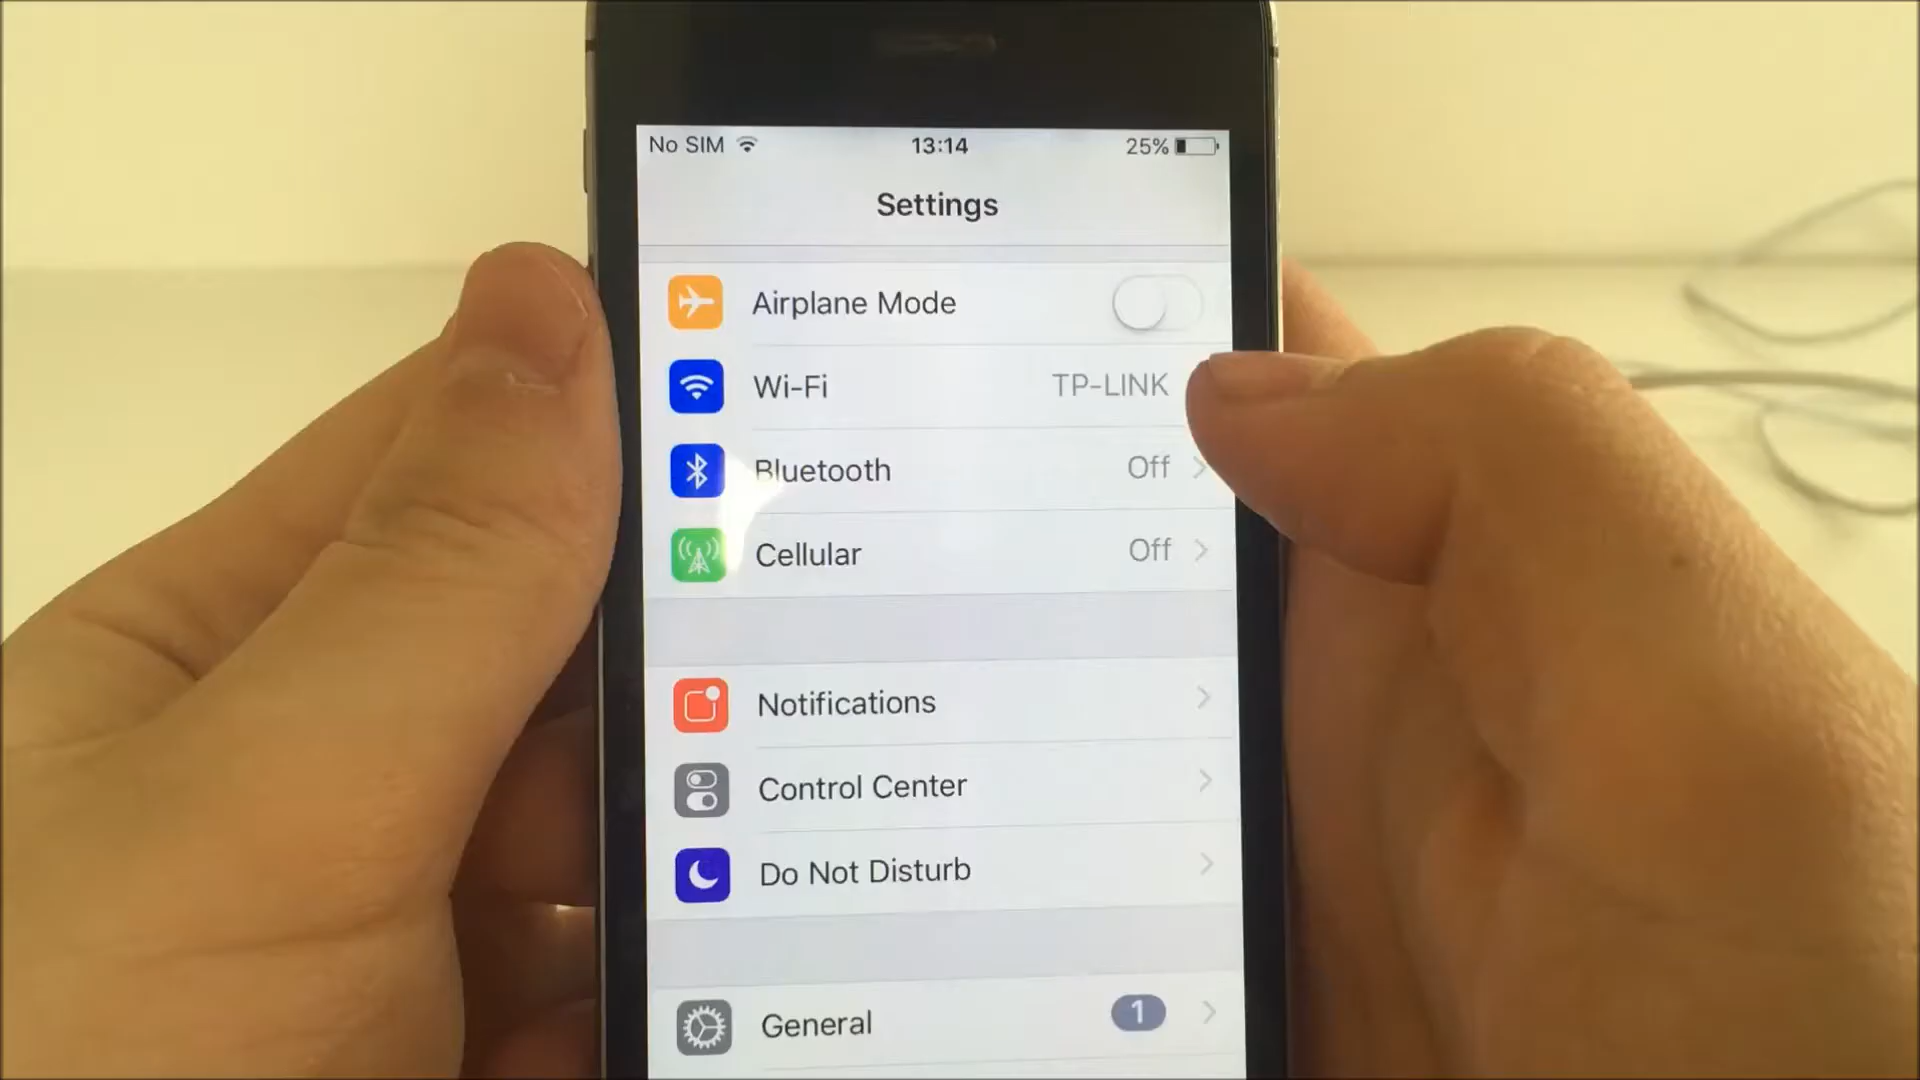 No SIM 13:14 25%
Settings
Airplane Mode
Wi-Fi TP-LINK
Bluetooth Off
Cellular Off
Notifications
Control Center
Do Not Disturb
General 1